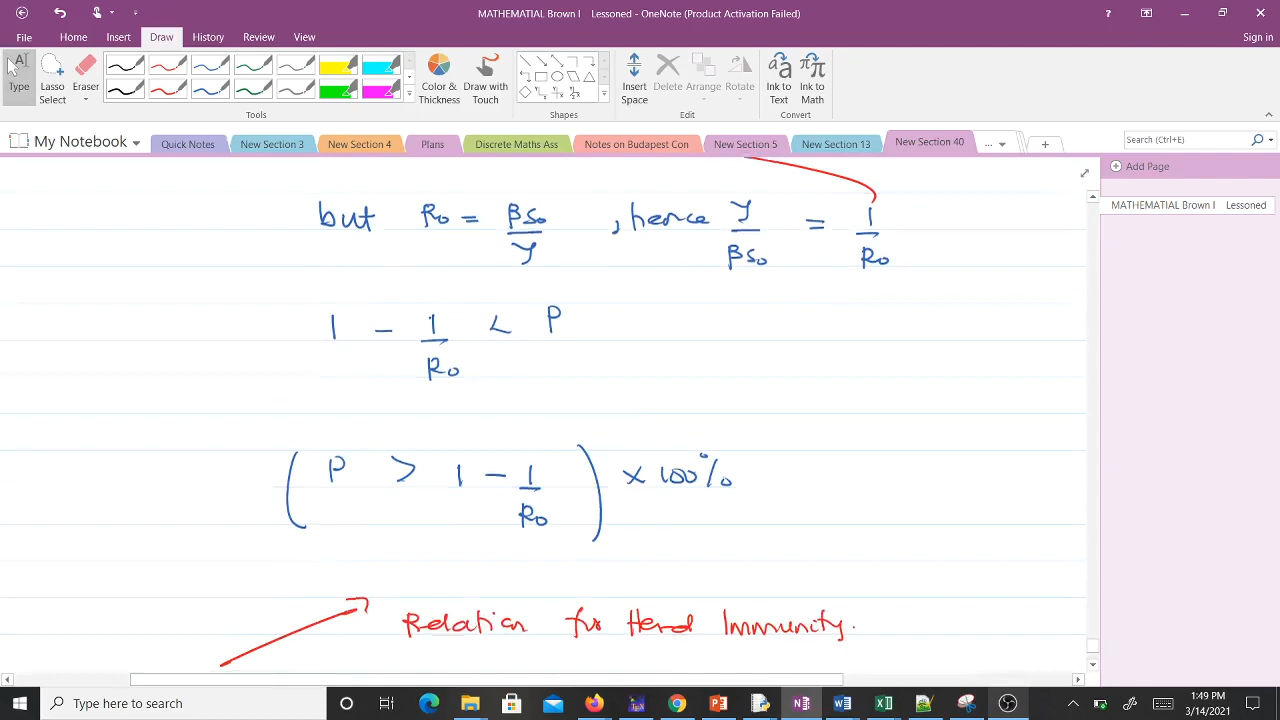 MATHEMATIAL Brown I Lessoned - OneNote (Product Activation Failed)
? Sign in
File Home Insert Draw History Review View
Type Lasso Select Eraser Color & Thickness Draw with Touch Insert Space Delete Arrange Rotate Ink to Text Ink to Math
Tools Shapes Edit Convert
My Notebook Quick Notes New Section 3 New Section 4 Plans Discrete Maths Ass Notes on Budapest Con New Section 5 New Section 13 New Section 40 ... Search (Ctrl+E)
Add Page
MATHEMATIAL Brown I Lessoned
but R₀ = βS₀/γ , hence γ/βS₀ = 1/R₀
1 - 1/R₀ < P
( P > 1 - 1/R₀ ) × 100%
Relation for Herd Immunity.
Type here to search
1:49 PM
3/14/2021